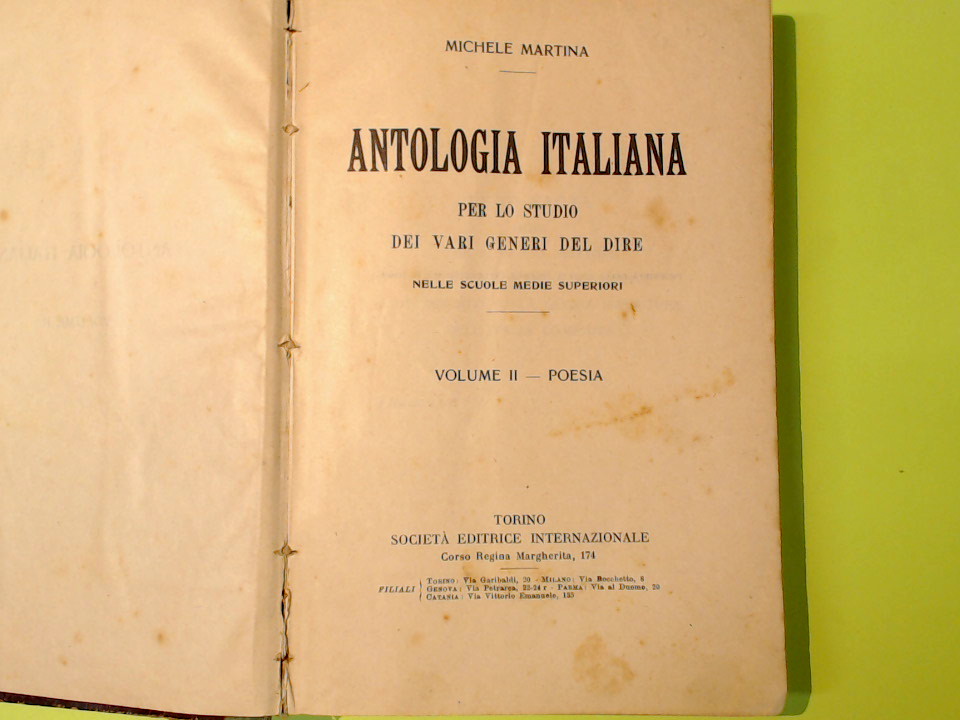 MICHELE MARTINA
ANTOLOGIA ITALIANA
PER LO STUDIO
DEI VARI GENERI DEL DIRE
NELLE SCUOLE MEDIE SUPERIORI
VOLUME II — POESIA
TORINO
SOCIETÀ EDITRICE INTERNAZIONALE
Corso Regina Margherita, 174
FILIALI
TORINO: Via Garibaldi, 20 - MILANO: Via Bocchetto, 8
GENOVA: Via Petrarca, 22-24 r - PARMA: Via al Duomo, 20
CATANIA: Via Vittorio Emanuele, 135